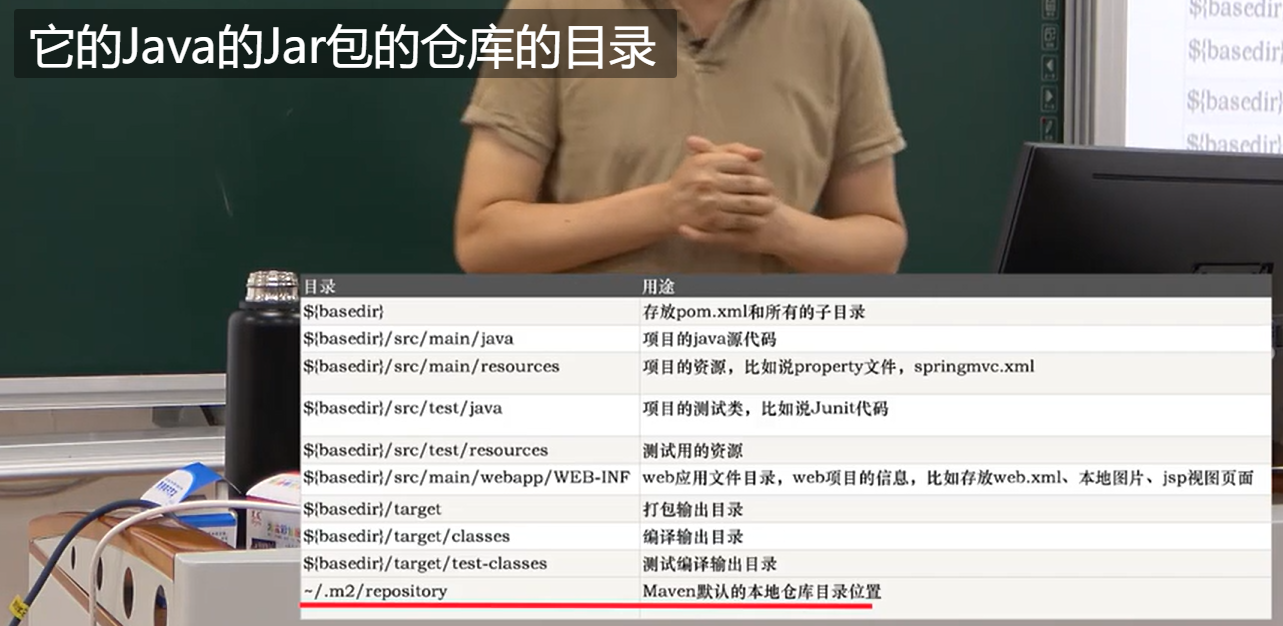 它的Java的Jar包的仓库的目录
${basedir}
${basedir}
${basedir}
${basedir}
目录 用途
${basedir} 存放pom.xml和所有的子目录
${basedir}/src/main/java 项目的java源代码
${basedir}/src/main/resources 项目的资源，比如说property文件，springmvc.xml
${basedir}/src/test/java 项目的测试类，比如说Junit代码
${basedir}/src/test/resources 测试用的资源
${basedir}/src/main/webapp/WEB-INF web应用文件目录，web项目的信息，比如存放web.xml、本地图片、jsp视图页面
${basedir}/target 打包输出目录
${basedir}/target/classes 编译输出目录
${basedir}/target/test-classes 测试编译输出目录
~/.m2/repository Maven默认的本地仓库目录位置